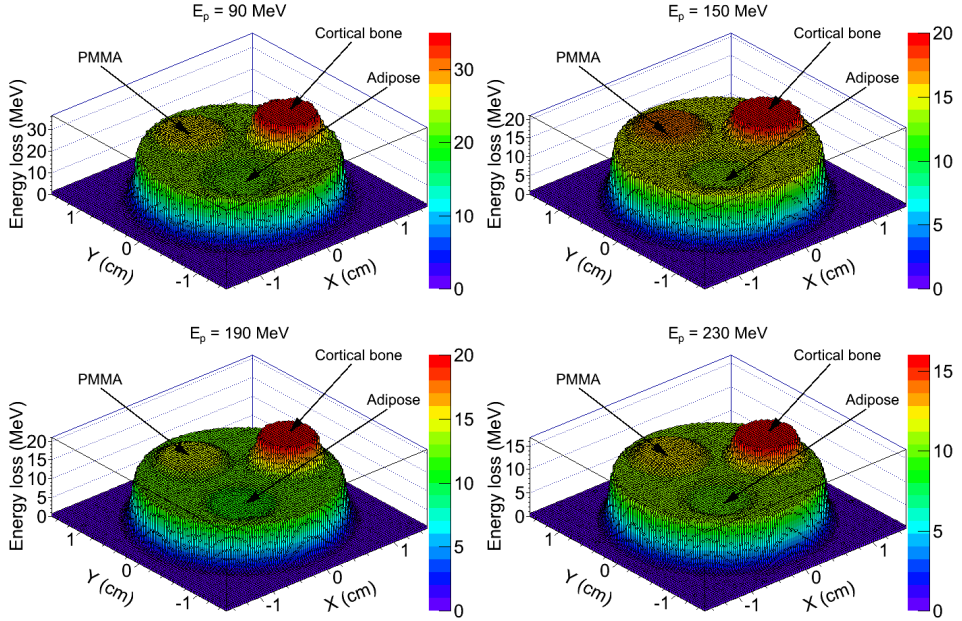 E_p = 90 MeV
Cortical bone
PMMA
Adipose
Energy loss (MeV)
30
20
10
0
1
0
-1
Y (cm)
-1
0
1
X (cm)
30
20
10
0
E_p = 150 MeV
Cortical bone
PMMA
Adipose
Energy loss (MeV)
20
15
10
5
0
1
0
-1
Y (cm)
-1
0
1
X (cm)
20
15
10
5
0
E_p = 190 MeV
Cortical bone
PMMA
Adipose
Energy loss (MeV)
20
15
10
5
0
1
0
-1
Y (cm)
-1
0
1
X (cm)
20
15
10
5
0
E_p = 230 MeV
Cortical bone
PMMA
Adipose
Energy loss (MeV)
15
10
5
0
1
0
-1
Y (cm)
-1
0
1
X (cm)
15
10
5
0